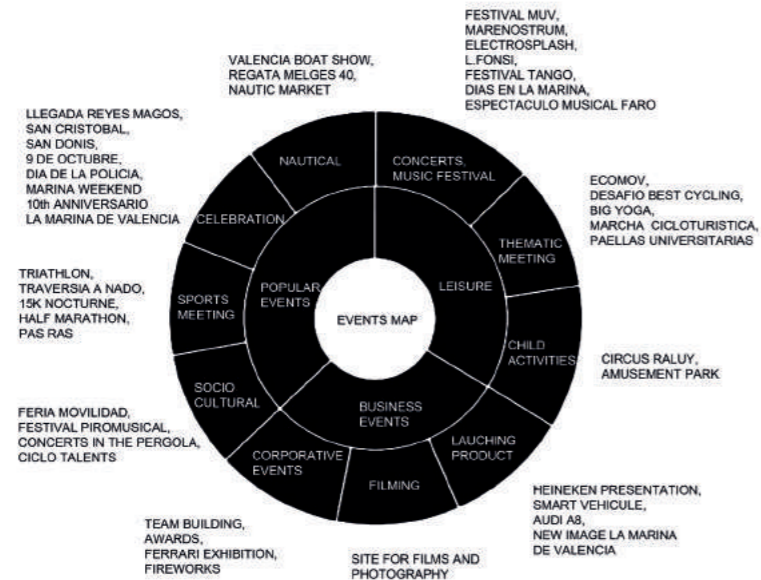 FESTIVAL MUV,
MARENOSTRUM,
ELECTROSPLASH,
L.FONSI,
FESTIVAL TANGO,
DIAS EN LA MARINA,
ESPECTACULO MUSICAL FARO
VALENCIA BOAT SHOW,
REGATA MELGES 40,
NAUTIC MARKET
LLEGADA REYES MAGOS,
SAN CRISTOBAL,
SAN DONIS,
9 DE OCTUBRE,
DIA DE LA POLICIA,
MARINA WEEKEND
10th ANNIVERSARIO
LA MARINA DE VALENCIA
NAUTICAL
CONCERTS,
MUSIC FESTIVAL
ECOMOV,
DESAFIO BEST CYCLING,
BIG YOGA,
MARCHA CICLOTURISTICA,
PAELLAS UNIVERSITARIAS
CELEBRATION
THEMATIC
MEETING
TRIATHLON,
TRAVERSIA A NADO,
15K NOCTURNE,
HALF MARATHON,
PAS RAS
SPORTS
MEETING
POPULAR
EVENTS
LEISURE
EVENTS MAP
CHILD
ACTIVITIES
CIRCUS RALUY,
AMUSEMENT PARK
SOCIO
CULTURAL
BUSINESS
EVENTS
FERIA MOVILIDAD,
FESTIVAL PIROMUSICAL,
CONCERTS IN THE PERGOLA,
CICLO TALENTS
CORPORATIVE
EVENTS
FILMING
LAUCHING
PRODUCT
HEINEKEN PRESENTATION,
SMART VEHICULE,
AUDI A8,
NEW IMAGE LA MARINA
DE VALENCIA
TEAM BUILDING,
AWARDS,
FERRARI EXHIBITION,
FIREWORKS
SITE FOR FILMS AND
PHOTOGRAPHY